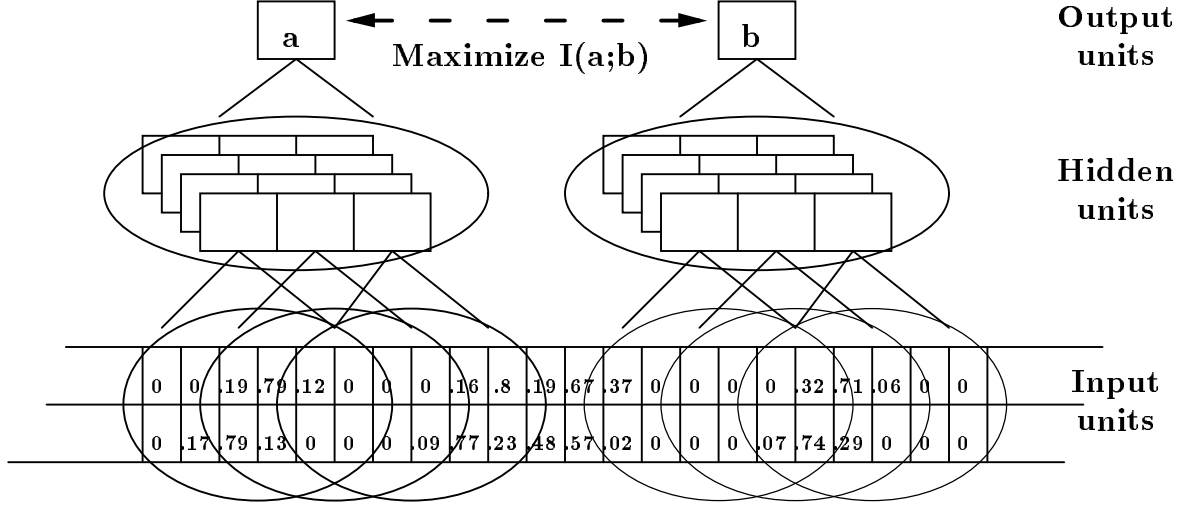 a
b
Output
units
Maximize I(a;b)
Hidden
units
0 0 .19 .79 .12 0 0 0 .16 .8 .19 .67 .37 0 0 0 0 .32 .71 .06 0 0
Input
units
0 .17 .79 .13 0 0 0 .09 .77 .23 .48 .57 .02 0 0 0 .07 .74 .29 0 0 0